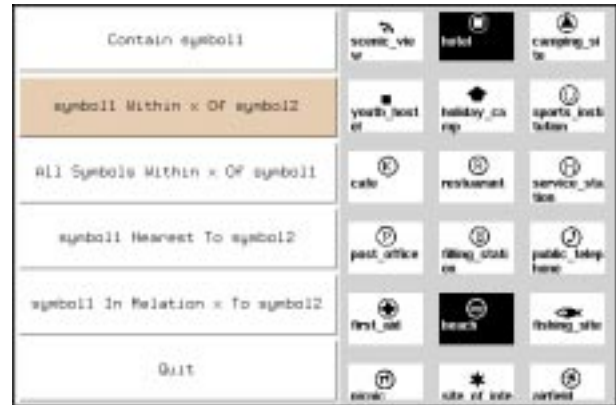 Contain symbol1
symbol1 Within x Of symbol2
All Symbols Within x Of symbol1
symbol1 Nearest To symbol2
symbol1 In Relation x To symbol2
Quit
scenic_vie
w
hotel
camping_si
te
youth_host
el
holiday_ca
mp
sports_insti
tution
cafe
restuarant
service_sta
tion
post_office
filling_stati
on
public_telep
hone
first_aid
beach
fishing_site
picnic
site_of_inte
airfield